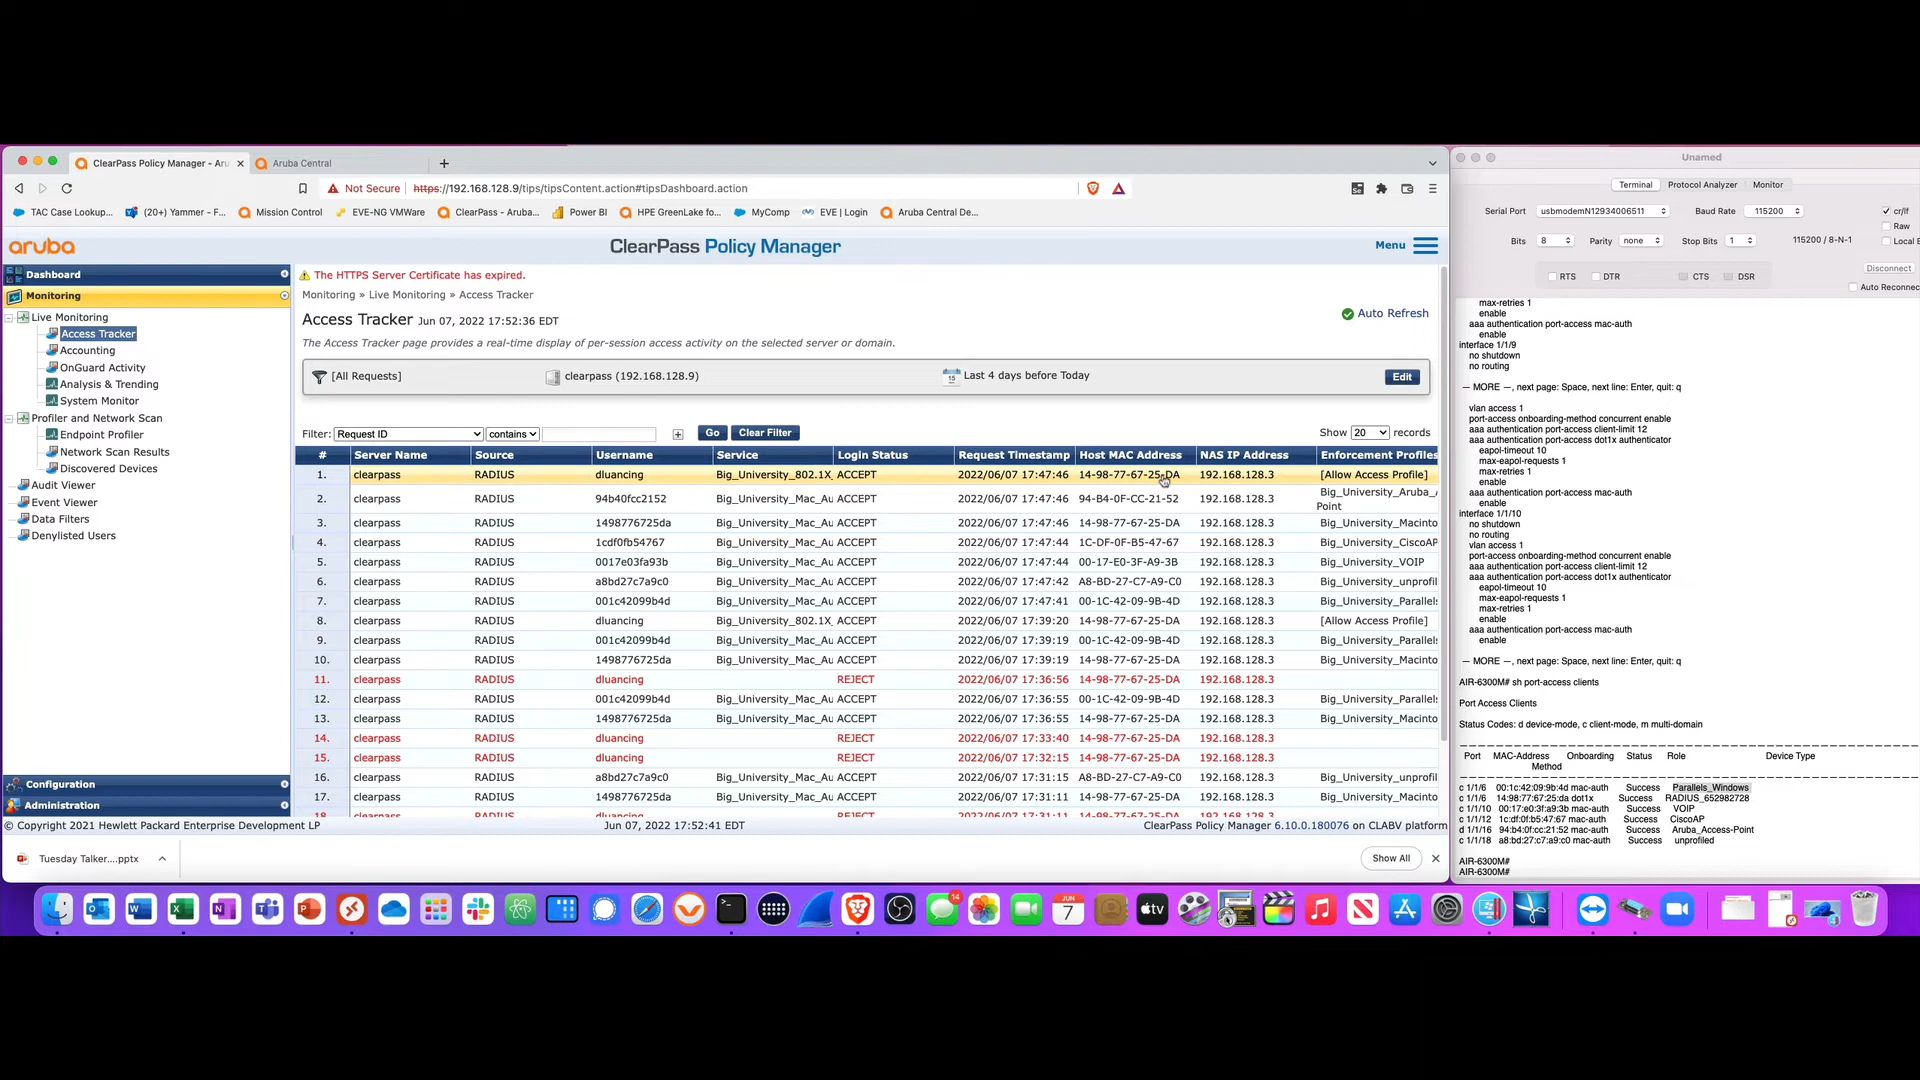 ClearPass Policy Manager - Aru
Aruba Central
Not Secure
https://192.168.128.9/tips/tipsContent.action#tipsDashboard.action
TAC Case Lookup...
(20+) Yammer - F...
Mission Control
EVE-NG VMWare
ClearPass - Aruba...
Power BI
HPE GreenLake fo...
MyComp
EVE | Login
Aruba Central De...
aruba
ClearPass Policy Manager
Menu
Dashboard
Monitoring
Live Monitoring
Access Tracker
Accounting
OnGuard Activity
Analysis & Trending
System Monitor
Profiler and Network Scan
Endpoint Profiler
Network Scan Results
Discovered Devices
Audit Viewer
Event Viewer
Data Filters
Denylisted Users
Configuration
Administration
The HTTPS Server Certificate has expired.
Monitoring » Live Monitoring » Access Tracker
Access Tracker Jun 07, 2022 17:52:36 EDT
Auto Refresh
The Access Tracker page provides a real-time display of per-session access activity on the selected server or domain.
[All Requests]
clearpass (192.168.128.9)
Last 4 days before Today
Edit
Filter: Request ID contains Go Clear Filter Show 20 records
# Server Name Source Username Service Login Status Request Timestamp Host MAC Address NAS IP Address Enforcement Profiles
1. clearpass RADIUS dluancing Big_University_802.1X_ ACCEPT 2022/06/07 17:47:46 14-98-77-67-25-DA 192.168.128.3 [Allow Access Profile]
2. clearpass RADIUS 94b40fcc2152 Big_University_Mac_Au ACCEPT 2022/06/07 17:47:46 94-B4-0F-CC-21-52 192.168.128.3 Big_University_Aruba_A
Point
3. clearpass RADIUS 1498776725da Big_University_Mac_Au ACCEPT 2022/06/07 17:47:46 14-98-77-67-25-DA 192.168.128.3 Big_University_Macinto
4. clearpass RADIUS 1cdf0fb54767 Big_University_Mac_Au ACCEPT 2022/06/07 17:47:44 1C-DF-0F-B5-47-67 192.168.128.3 Big_University_CiscoAP
5. clearpass RADIUS 0017e03fa93b Big_University_Mac_Au ACCEPT 2022/06/07 17:47:44 00-17-E0-3F-A9-3B 192.168.128.3 Big_University_VOIP
6. clearpass RADIUS a8bd27c7a9c0 Big_University_Mac_Au ACCEPT 2022/06/07 17:47:42 A8-BD-27-C7-A9-C0 192.168.128.3 Big_University_unprofil
7. clearpass RADIUS 001c42099b4d Big_University_Mac_Au ACCEPT 2022/06/07 17:47:41 00-1C-42-09-9B-4D 192.168.128.3 Big_University_Parallels
8. clearpass RADIUS dluancing Big_University_802.1X_ ACCEPT 2022/06/07 17:39:20 14-98-77-67-25-DA 192.168.128.3 [Allow Access Profile]
9. clearpass RADIUS 001c42099b4d Big_University_Mac_Au ACCEPT 2022/06/07 17:39:19 00-1C-42-09-9B-4D 192.168.128.3 Big_University_Parallels
10. clearpass RADIUS 1498776725da Big_University_Mac_Au ACCEPT 2022/06/07 17:39:19 14-98-77-67-25-DA 192.168.128.3 Big_University_Macinto
11. clearpass RADIUS dluancing REJECT 2022/06/07 17:36:56 14-98-77-67-25-DA 192.168.128.3
12. clearpass RADIUS 001c42099b4d Big_University_Mac_Au ACCEPT 2022/06/07 17:36:55 00-1C-42-09-9B-4D 192.168.128.3 Big_University_Parallels
13. clearpass RADIUS 1498776725da Big_University_Mac_Au ACCEPT 2022/06/07 17:36:55 14-98-77-67-25-DA 192.168.128.3 Big_University_Macinto
14. clearpass RADIUS dluancing REJECT 2022/06/07 17:33:40 14-98-77-67-25-DA 192.168.128.3
15. clearpass RADIUS dluancing REJECT 2022/06/07 17:32:15 14-98-77-67-25-DA 192.168.128.3
16. clearpass RADIUS a8bd27c7a9c0 Big_University_Mac_Au ACCEPT 2022/06/07 17:31:15 A8-BD-27-C7-A9-C0 192.168.128.3 Big_University_unprofil
17. clearpass RADIUS 1498776725da Big_University_Mac_Au ACCEPT 2022/06/07 17:31:11 14-98-77-67-25-DA 192.168.128.3 Big_University_Macinto
© Copyright 2021 Hewlett Packard Enterprise Development LP
Jun 07, 2022 17:52:41 EDT
ClearPass Policy Manager 6.10.0.180076 on CLABV platform
Tuesday Talker....pptx
Show All
Unamed
Terminal Protocol Analyzer Monitor
Serial Port usbmodemN12934006511 Baud Rate 115200 cr/lf
Raw
Bits 8 Parity none Stop Bits 1 115200 / 8-N-1 Local E
Disconnect
RTS DTR CTS DSR
Auto Reconnec
max-retries 1
enable
aaa authentication port-access mac-auth
enable
interface 1/1/9
no shutdown
no routing
— MORE —, next page: Space, next line: Enter, quit: q
vlan access 1
port-access onboarding-method concurrent enable
aaa authentication port-access client-limit 12
aaa authentication port-access dot1x authenticator
eapol-timeout 10
max-eapol-requests 1
max-retries 1
enable
aaa authentication port-access mac-auth
enable
interface 1/1/10
no shutdown
no routing
vlan access 1
port-access onboarding-method concurrent enable
aaa authentication port-access client-limit 12
aaa authentication port-access dot1x authenticator
eapol-timeout 10
max-eapol-requests 1
max-retries 1
enable
aaa authentication port-access mac-auth
enable
— MORE —, next page: Space, next line: Enter, quit: q
AIR-6300M# sh port-access clients
Port Access Clients
Status Codes: d device-mode, c client-mode, m multi-domain
Port MAC-Address Onboarding Status Role Device Type
Method
c 1/1/6 00:1c:42:09:9b:4d mac-auth Success Parallels_Windows
c 1/1/6 14:98:77:67:25:da dot1x Success RADIUS_652982728
c 1/1/10 00:17:e0:3f:a9:3b mac-auth Success VOIP
c 1/1/12 1c:df:0f:b5:47:67 mac-auth Success CiscoAP
d 1/1/16 94:b4:0f:cc:21:52 mac-auth Success Aruba_Access-Point
c 1/1/18 a8:bd:27:c7:a9:c0 mac-auth Success unprofiled
AIR-6300M#
AIR-6300M#
14
JUN
7
tv